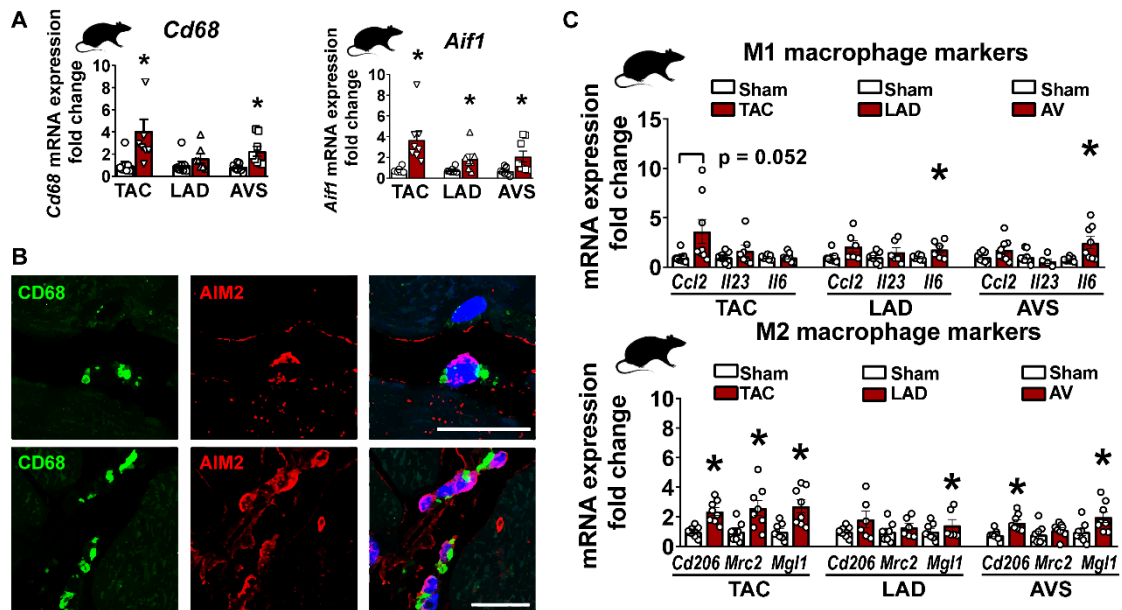 A
Cd68
Cd68 mRNA expression
fold change
10
8
6
4
2
0
*
*
TAC
LAD
AVS
Aif1
Aif1 mRNA expression
fold change
10
8
6
4
2
0
*
*
*
TAC
LAD
AVS
B
CD68
AIM2
CD68
AIM2
C
M1 macrophage markers
Sham
TAC
Sham
LAD
Sham
AV
mRNA expression
fold change
15
10
5
0
p = 0.052
*
*
Ccl2 Il23 Il6
Ccl2 Il23 Il6
Ccl2 Il23 Il6
TAC
LAD
AVS
M2 macrophage markers
Sham
TAC
Sham
LAD
Sham
AV
mRNA expression
fold change
10
8
6
4
2
0
*
*
*
*
*
*
Cd206 Mrc2 Mgl1
Cd206 Mrc2 Mgl1
Cd206 Mrc2 Mgl1
TAC
LAD
AVS